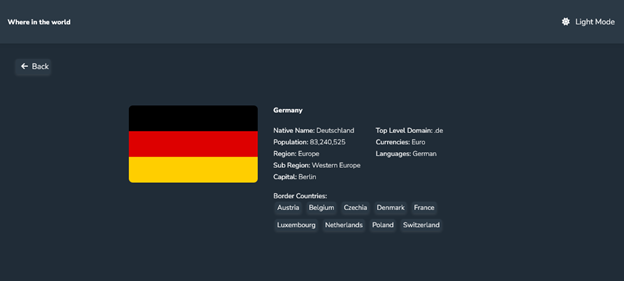 Where in the world
Light Mode
Back
Germany
Native Name: Deutschland
Population: 83,240,525
Region: Europe
Sub Region: Western Europe
Capital: Berlin
Top Level Domain: .de
Currencies: Euro
Languages: German
Border Countries:
Austria Belgium Czechia Denmark France
Luxembourg Netherlands Poland Switzerland